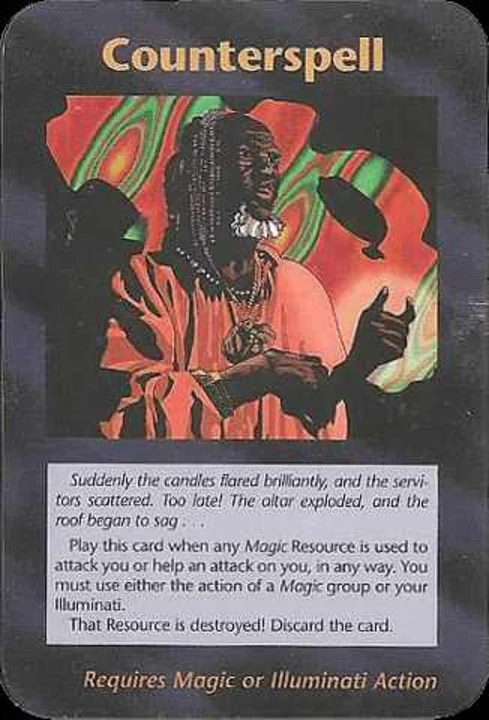 Counterspell
Suddenly the candles flared brilliantly, and the servi-
tors scattered. Too late! The altar exploded, and the
roof began to sag . . .
Play this card when any Magic Resource is used to
attack you or help an attack on you, in any way. You
must use either the action of a Magic group or your
Illuminati.
That Resource is destroyed! Discard the card.
Requires Magic or Illuminati Action